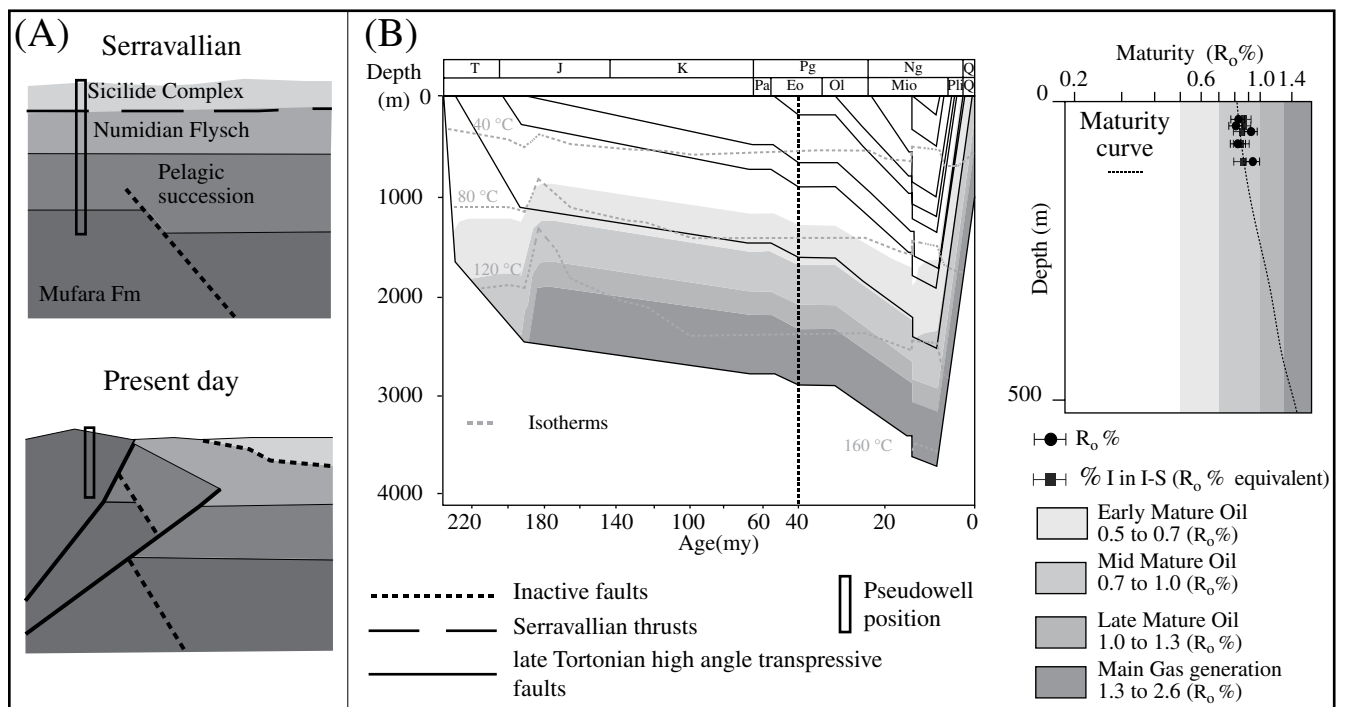 (A)
Serravallian
Sicilide Complex
Numidian Flysch
Pelagic
succession
Mufara Fm
Present day
(B)
Depth
(m)
T J K Pg Ng Q
Pa Eo Ol Mio Pli Q
0
1000
2000
3000
4000
40 °C
80 °C
120 °C
160 °C
Isotherms
220 180 140 100 60 40 20 0
Age(my)
Inactive faults
Serravallian thrusts
late Tortonian high angle transpressive
faults
Pseudowell
position
Maturity (Ro%)
0.2 0.6 1.0 1.4
0
500
Depth (m)
Maturity
curve
Ro %
% I in I-S (Ro % equivalent)
Early Mature Oil
0.5 to 0.7 (Ro%)
Mid Mature Oil
0.7 to 1.0 (Ro%)
Late Mature Oil
1.0 to 1.3 (Ro%)
Main Gas generation
1.3 to 2.6 (Ro%)